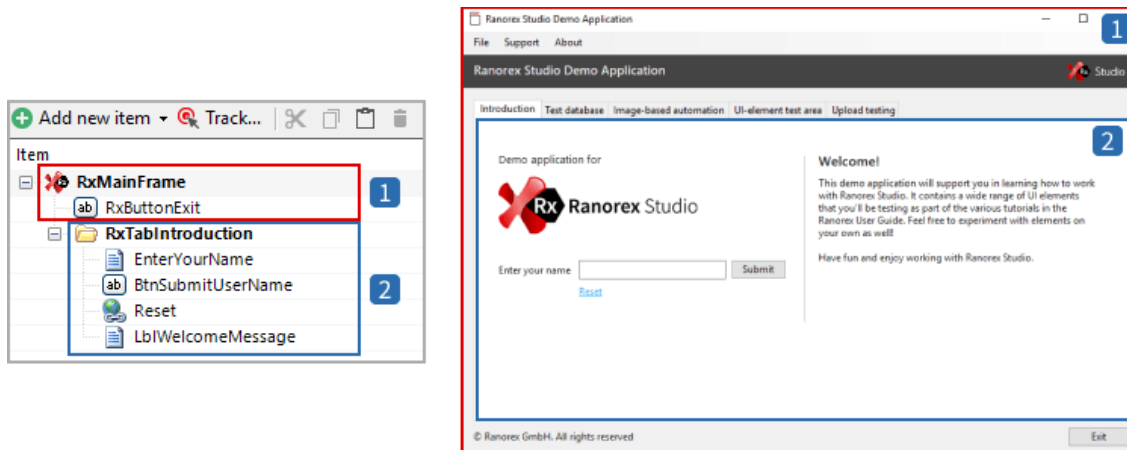 Add new item Track...
Item
RxMainFrame
RxButtonExit
1
RxTabIntroduction
EnterYourName
BtnSubmitUserName
2
Reset
LblWelcomeMessage
Ranorex Studio Demo Application
1
File Support About
Ranorex Studio Demo Application
Studio
Introduction Test database Image-based automation UI-element test area Upload testing
2
Demo application for
Rx Ranorex Studio
Enter your name Submit
Reset
Welcome!
This demo application will support you in learning how to work
with Ranorex Studio. It contains a wide range of UI elements
that you'll be testing as part of the various tutorials in the
Ranorex User Guide. Feel free to experiment with elements on
your own as well!
Have fun and enjoy working with Ranorex Studio.
© Ranorex GmbH. All rights reserved
Exit